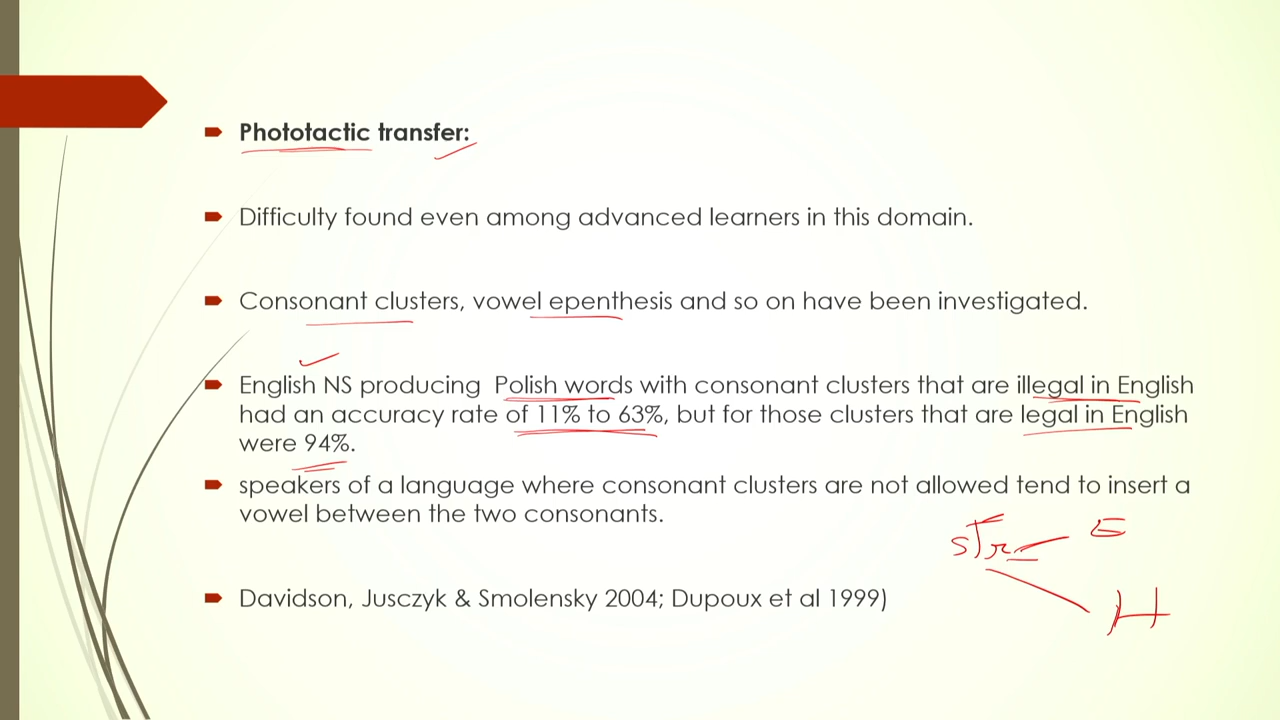 Phototactic transfer:
Difficulty found even among advanced learners in this domain.
Consonant clusters, vowel epenthesis and so on have been investigated.
English NS producing Polish words with consonant clusters that are illegal in English
had an accuracy rate of 11% to 63%, but for those clusters that are legal in English
were 94%.
speakers of a language where consonant clusters are not allowed tend to insert a
vowel between the two consonants.
str E
H
Davidson, Jusczyk & Smolensky 2004; Dupoux et al 1999)